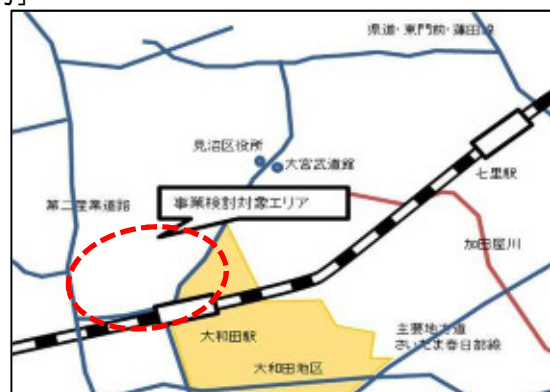 県道・東門前・蓮田線
見沼区役所
大宮武道館
七里駅
第二産業道路
事業検討対象エリア
加田屋川
大和田駅
主要地方道
さいたま春日部線
大和田地区